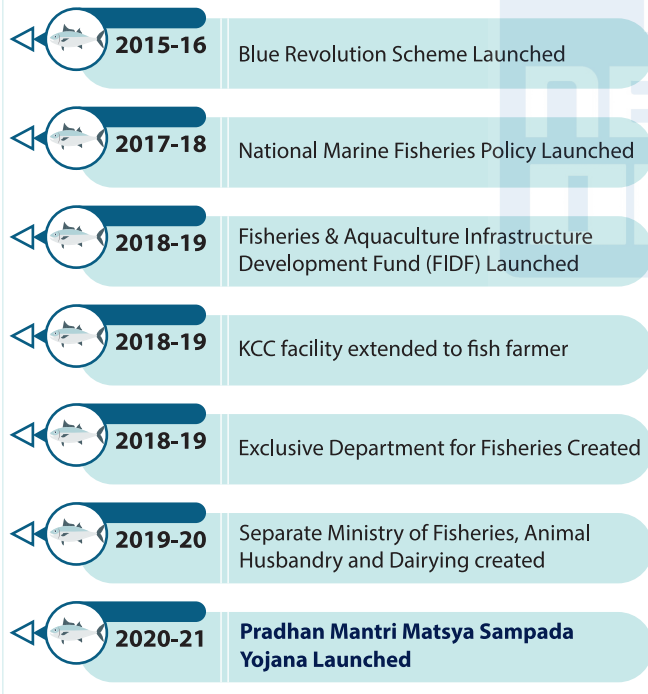 2015-16
Blue Revolution Scheme Launched
2017-18
National Marine Fisheries Policy Launched
2018-19
Fisheries & Aquaculture Infrastructure
Development Fund (FIDF) Launched
2018-19
KCC facility extended to fish farmer
2018-19
Exclusive Department for Fisheries Created
2019-20
Separate Ministry of Fisheries, Animal
Husbandry and Dairying created
2020-21
Pradhan Mantri Matsya Sampada
Yojana Launched